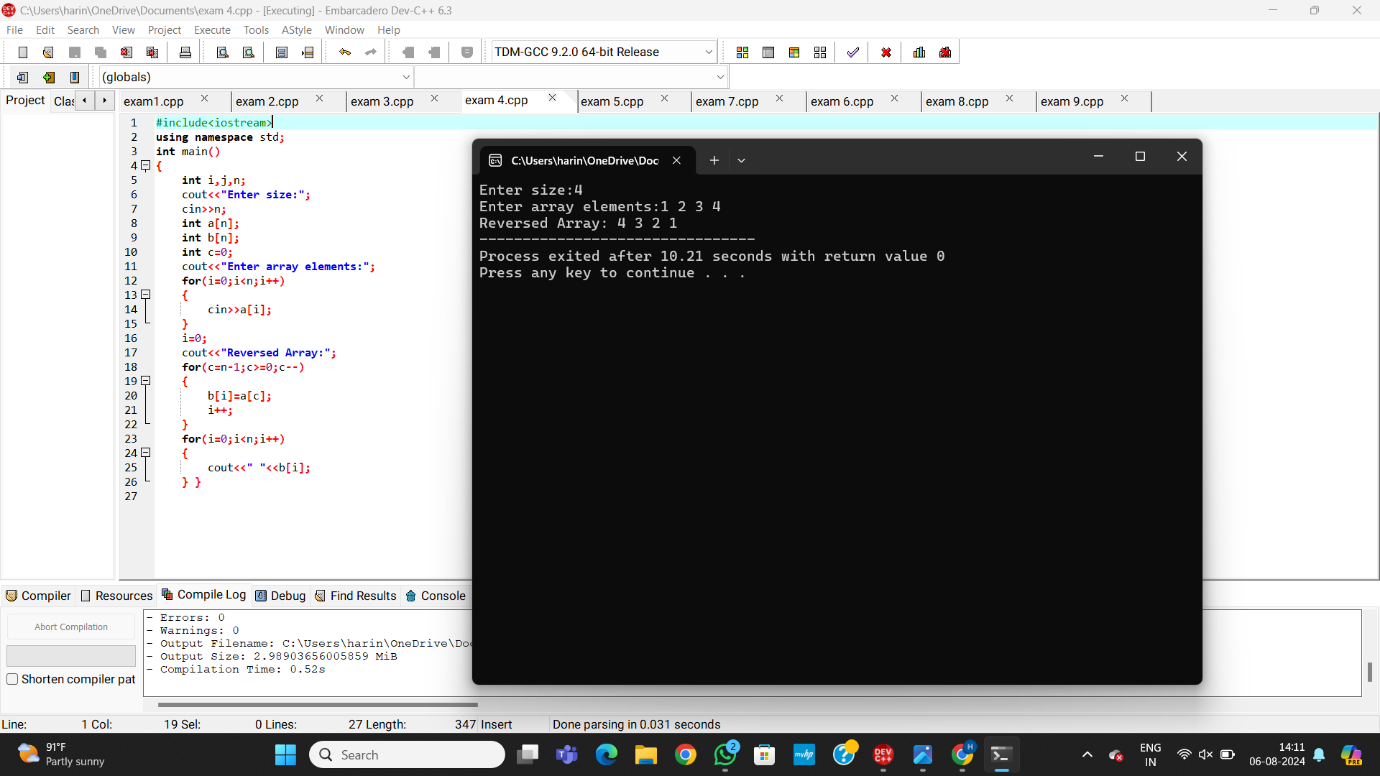 C:\Users\harin\OneDrive\Documents\exam 4.cpp - [Executing] - Embarcadero Dev-C++ 6.3
File Edit Search View Project Execute Tools AStyle Window Help
TDM-GCC 9.2.0 64-bit Release
(globals)
Project Clas exam1.cpp exam 2.cpp exam 3.cpp exam 4.cpp exam 5.cpp exam 7.cpp exam 6.cpp exam 8.cpp exam 9.cpp
1 #include<iostream>
2 using namespace std;
3 int main()
4 {
5 int i,j,n;
6 cout<<"Enter size:";
7 cin>>n;
8 int a[n];
9 int b[n];
10 int c=0;
11 cout<<"Enter array elements:";
12 for(i=0;i<n;i++)
13 {
14 cin>>a[i];
15 }
16 i=0;
17 cout<<"Reversed Array:";
18 for(c=n-1;c>=0;c--)
19 {
20 b[i]=a[c];
21 i++;
22 }
23 for(i=0;i<n;i++)
24 {
25 cout<<" "<<b[i];
26 } }
27
C:\Users\harin\OneDrive\Doc
Enter size:4
Enter array elements:1 2 3 4
Reversed Array: 4 3 2 1
--------------------------------
Process exited after 10.21 seconds with return value 0
Press any key to continue . . .
Compiler Resources Compile Log Debug Find Results Console
Abort Compilation
Shorten compiler pat
- Errors: 0
- Warnings: 0
- Output Filename: C:\Users\harin\OneDrive\Doc
- Output Size: 2.98903656005859 MiB
- Compilation Time: 0.52s
Line: 1 Col: 19 Sel: 0 Lines: 27 Length: 347 Insert Done parsing in 0.031 seconds
91°F
Partly sunny
Search
2
ENG
IN
14:11
06-08-2024